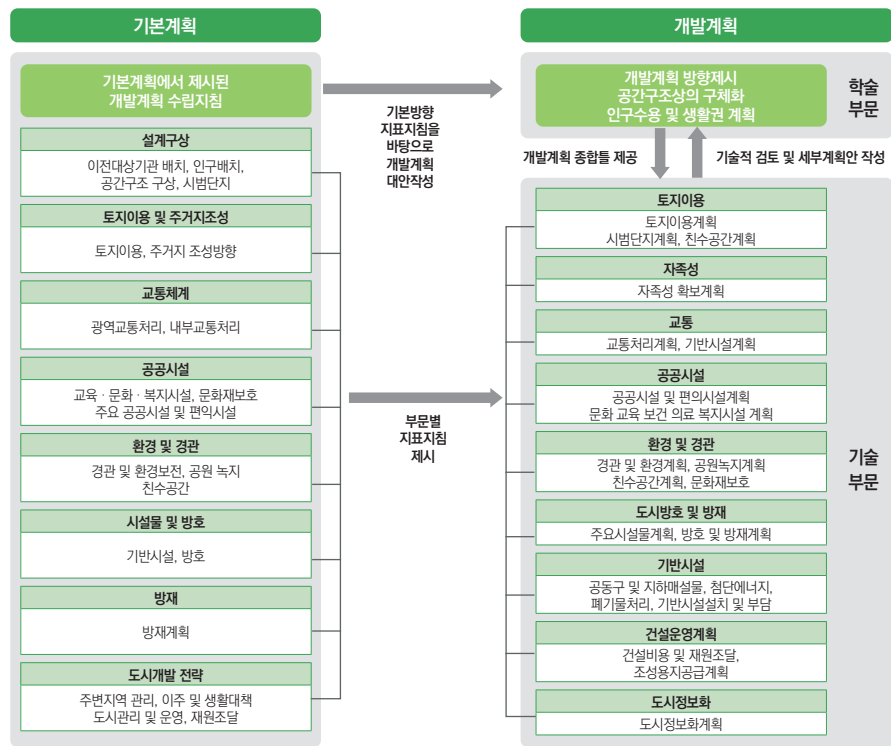 기본계획
기본계획에서 제시된
개발계획 수립지침
설계구상
이전대상기관 배치, 인구배치,
공간구조 구상, 시범단지
토지이용 및 주거지조성
토지이용, 주거지 조성방향
교통체계
광역교통처리, 내부교통처리
공공시설
교육 · 문화 · 복지시설, 문화재보호
주요 공공시설 및 편익시설
환경 및 경관
경관 및 환경보전, 공원 녹지
친수공간
시설물 및 방호
기반시설, 방호
방재
방재계획
도시개발 전략
주변지역 관리, 이주 및 생활대책
도시관리 및 운영, 재원조달
기본방향
지표지침을
바탕으로
개발계획
대안작성
부문별
지표지침
제시
개발계획
개발계획 방향제시
공간구조상의 구체화
인구수용 및 생활권 계획
학술
부문
개발계획 종합틀 제공
기술적 검토 및 세부계획안 작성
토지이용
토지이용계획
시범단지계획, 친수공간계획
자족성
자족성 확보계획
교통
교통처리계획, 기반시설계획
공공시설
공공시설 및 편의시설계획
문화 교육 보건 의료 복지시설 계획
환경 및 경관
경관 및 환경계획, 공원녹지계획
친수공간계획, 문화재보호
도시방호 및 방재
주요시설물계획, 방호 및 방재계획
기반시설
공동구 및 지하매설물, 첨단에너지,
폐기물처리, 기반시설설치 및 부담
건설운영계획
건설비용 및 재원조달,
조성용지공급계획
도시정보화
도시정보화계획
기술
부문